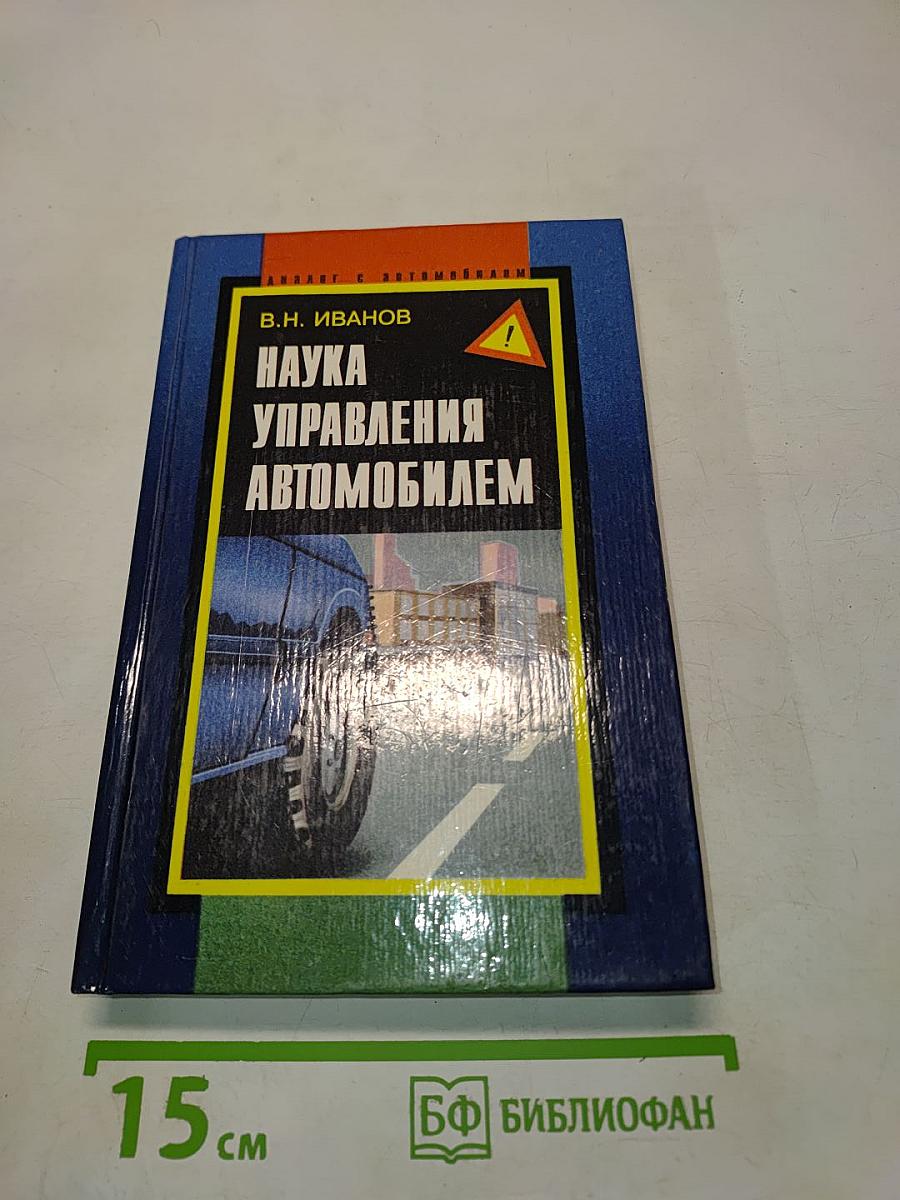 диалог с автомобилем
В.Н. ИВАНОВ
НАУКА
УПРАВЛЕНИЯ
АВТОМОБИЛЕМ
15 см
БФ БИБЛИОФАН